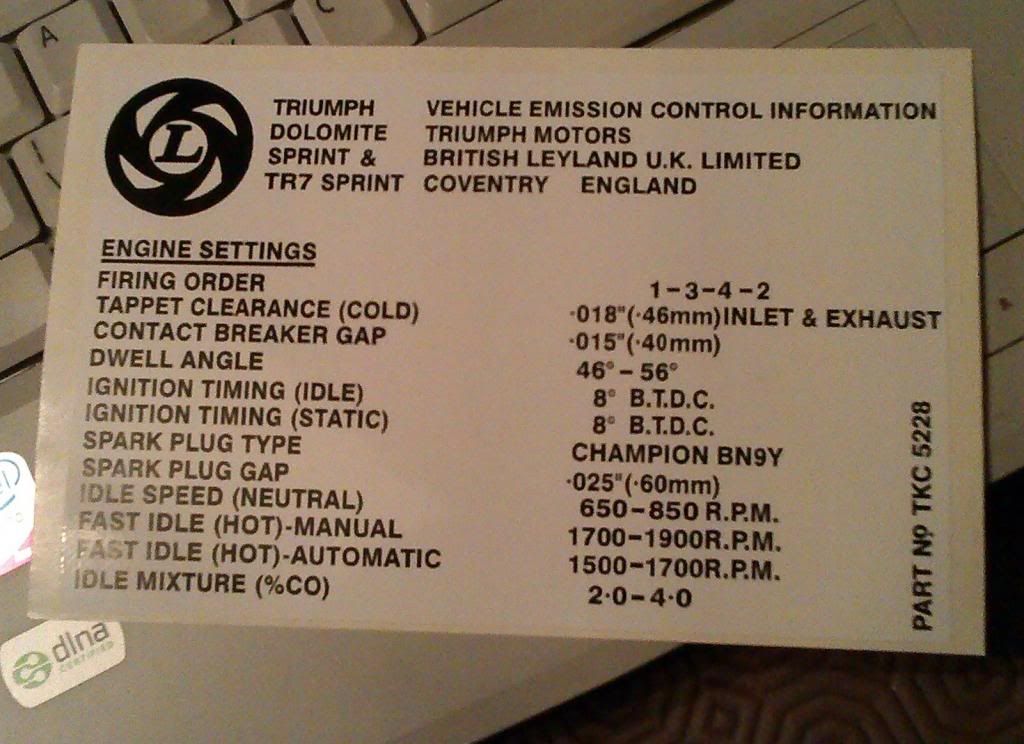 A
C
L
TRIUMPH VEHICLE EMISSION CONTROL INFORMATION
DOLOMITE TRIUMPH MOTORS
SPRINT & BRITISH LEYLAND U.K. LIMITED
TR7 SPRINT COVENTRY ENGLAND
ENGINE SETTINGS
FIRING ORDER 1-3-4-2
TAPPET CLEARANCE (COLD) ·018"(·46mm)INLET & EXHAUST
CONTACT BREAKER GAP ·015"(·40mm)
DWELL ANGLE 46°-56°
IGNITION TIMING (IDLE) 8° B.T.D.C.
IGNITION TIMING (STATIC) 8° B.T.D.C.
SPARK PLUG TYPE CHAMPION BN9Y
SPARK PLUG GAP ·025"(·60mm)
IDLE SPEED (NEUTRAL) 650-850 R.P.M.
FAST IDLE (HOT)-MANUAL 1700-1900R.P.M.
FAST IDLE (HOT)-AUTOMATIC 1500-1700R.P.M.
IDLE MIXTURE (%CO) 2·0-4·0
PART Nº TKC 5228
dlna
CERTIFIED